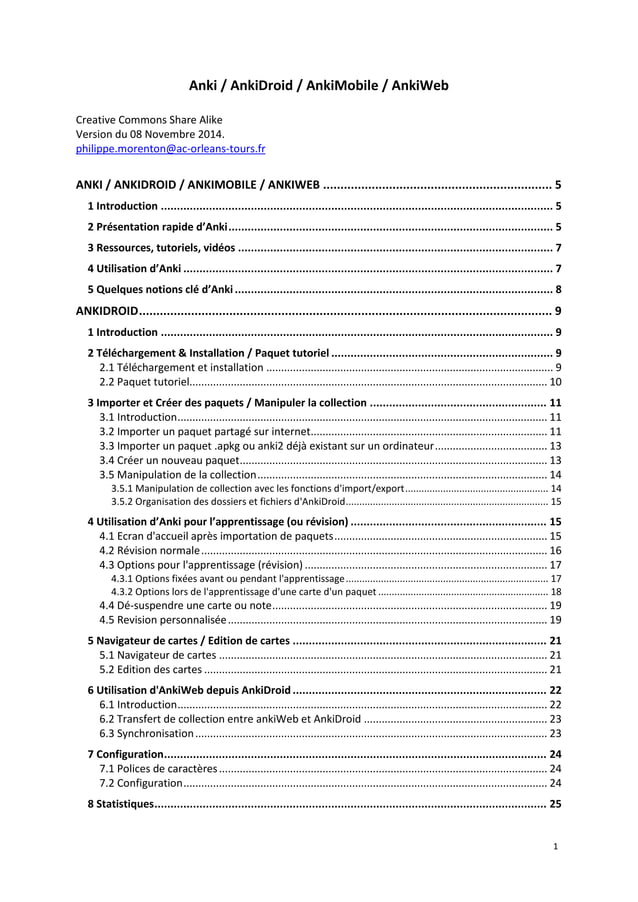 Anki / AnkiDroid / AnkiMobile / AnkiWeb
Creative Commons Share Alike
Version du 08 Novembre 2014.
philippe.morenton@ac-orleans-tours.fr
ANKI / ANKIDROID / ANKIMOBILE / ANKIWEB .................................................................. 5
1 Introduction .......................................................................................................................... 5
2 Présentation rapide d’Anki..................................................................................................... 5
3 Ressources, tutoriels, vidéos .................................................................................................. 7
4 Utilisation d’Anki ................................................................................................................... 7
5 Quelques notions clé d’Anki ................................................................................................... 8
ANKIDROID....................................................................................................................... 9
1 Introduction .......................................................................................................................... 9
2 Téléchargement & Installation / Paquet tutoriel ..................................................................... 9
2.1 Téléchargement et installation ................................................................................................ 9
2.2 Paquet tutoriel........................................................................................................................ 10
3 Importer et Créer des paquets / Manipuler la collection ....................................................... 11
3.1 Introduction............................................................................................................................ 11
3.2 Importer un paquet partagé sur internet............................................................................... 11
3.3 Importer un paquet .apkg ou anki2 déjà existant sur un ordinateur...................................... 13
3.4 Créer un nouveau paquet....................................................................................................... 13
3.5 Manipulation de la collection................................................................................................. 14
3.5.1 Manipulation de collection avec les fonctions d'import/export.................................................. 14
3.5.2 Organisation des dossiers et fichiers d'AnkiDroid....................................................................... 15
4 Utilisation d’Anki pour l’apprentissage (ou révision) ............................................................. 15
4.1 Ecran d'accueil après importation de paquets....................................................................... 15
4.2 Révision normale.................................................................................................................... 16
4.3 Options pour l'apprentissage (révision) ................................................................................. 17
4.3.1 Options fixées avant ou pendant l'apprentissage....................................................................... 17
4.3.2 Options lors de l'apprentissage d'une carte d'un paquet ........................................................... 18
4.4 Dé-suspendre une carte ou note............................................................................................ 19
4.5 Revision personnalisée........................................................................................................... 19
5 Navigateur de cartes / Edition de cartes ............................................................................... 21
5.1 Navigateur de cartes .............................................................................................................. 21
5.2 Edition des cartes ................................................................................................................... 21
6 Utilisation d'AnkiWeb depuis AnkiDroid ............................................................................... 22
6.1 Introduction............................................................................................................................ 22
6.2 Transfert de collection entre ankiWeb et AnkiDroid ............................................................. 23
6.3 Synchronisation...................................................................................................................... 23
7 Configuration....................................................................................................................... 24
7.1 Polices de caractères .............................................................................................................. 24
7.2 Configuration.......................................................................................................................... 24
8 Statistiques.......................................................................................................................... 25
1